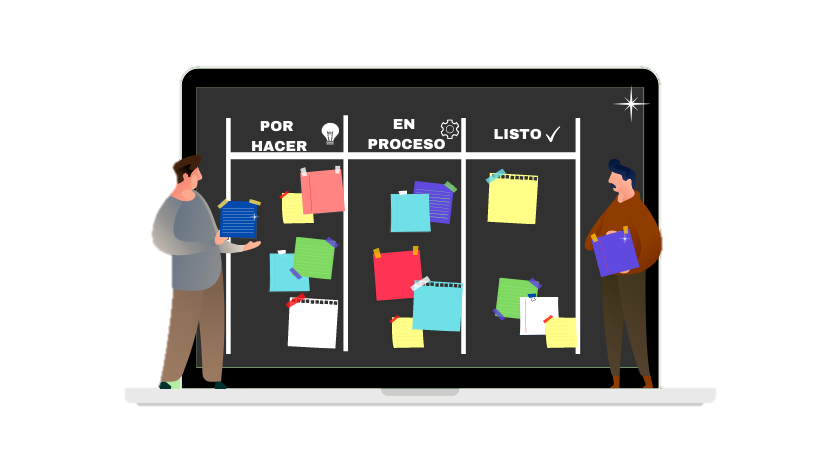 POR
HACER
EN
PROCESO
LISTO